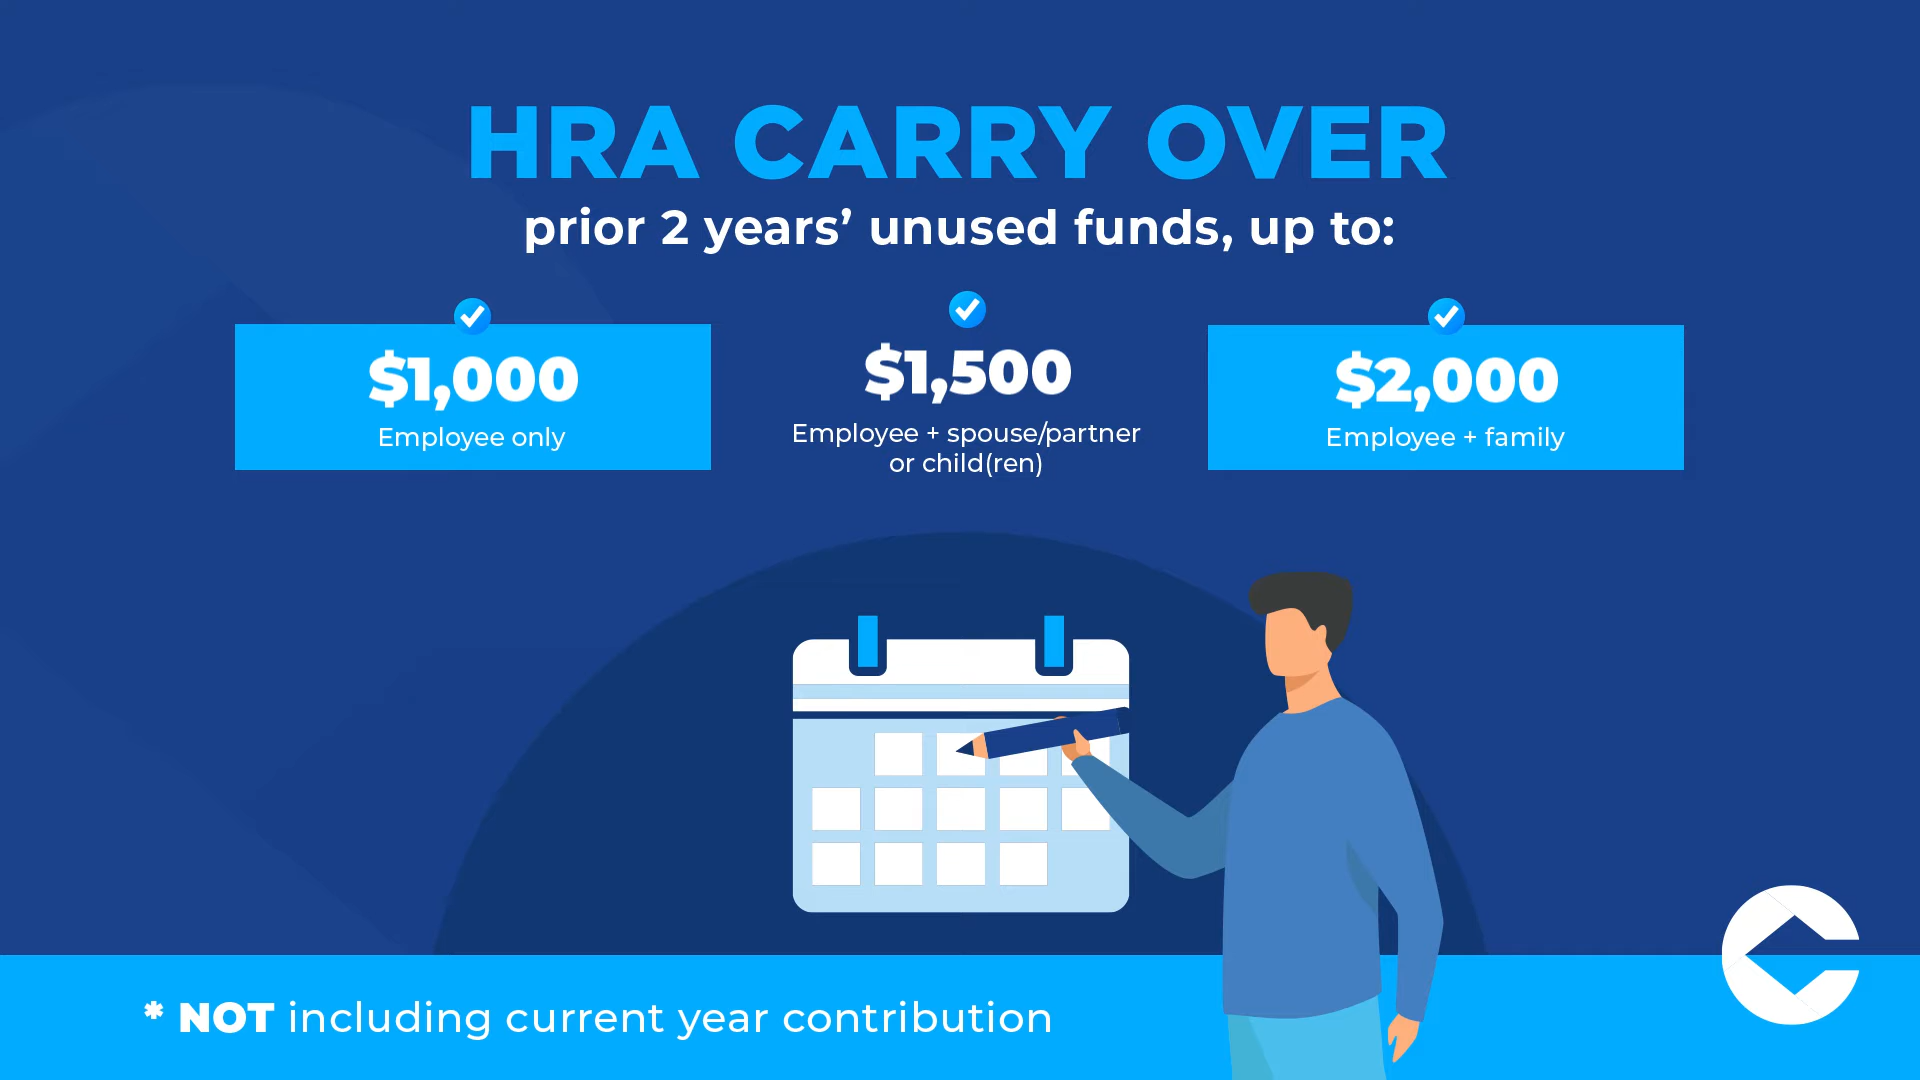 HRA CARRY OVER
prior 2 years’ unused funds, up to:
$1,000
Employee only
$1,500
Employee + spouse/partner
or child(ren)
$2,000
Employee + family
* NOT including current year contribution